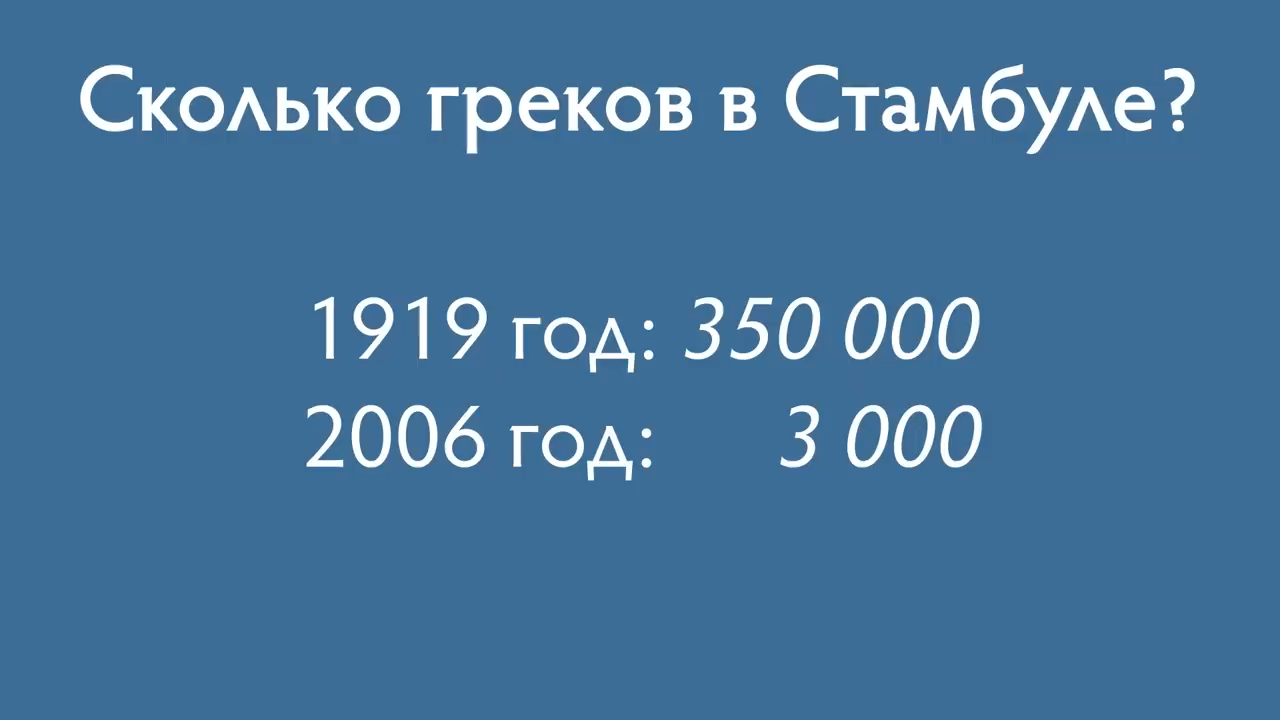 Сколько греков в Стамбуле?
1919 год: 350 000
2006 год: 3 000